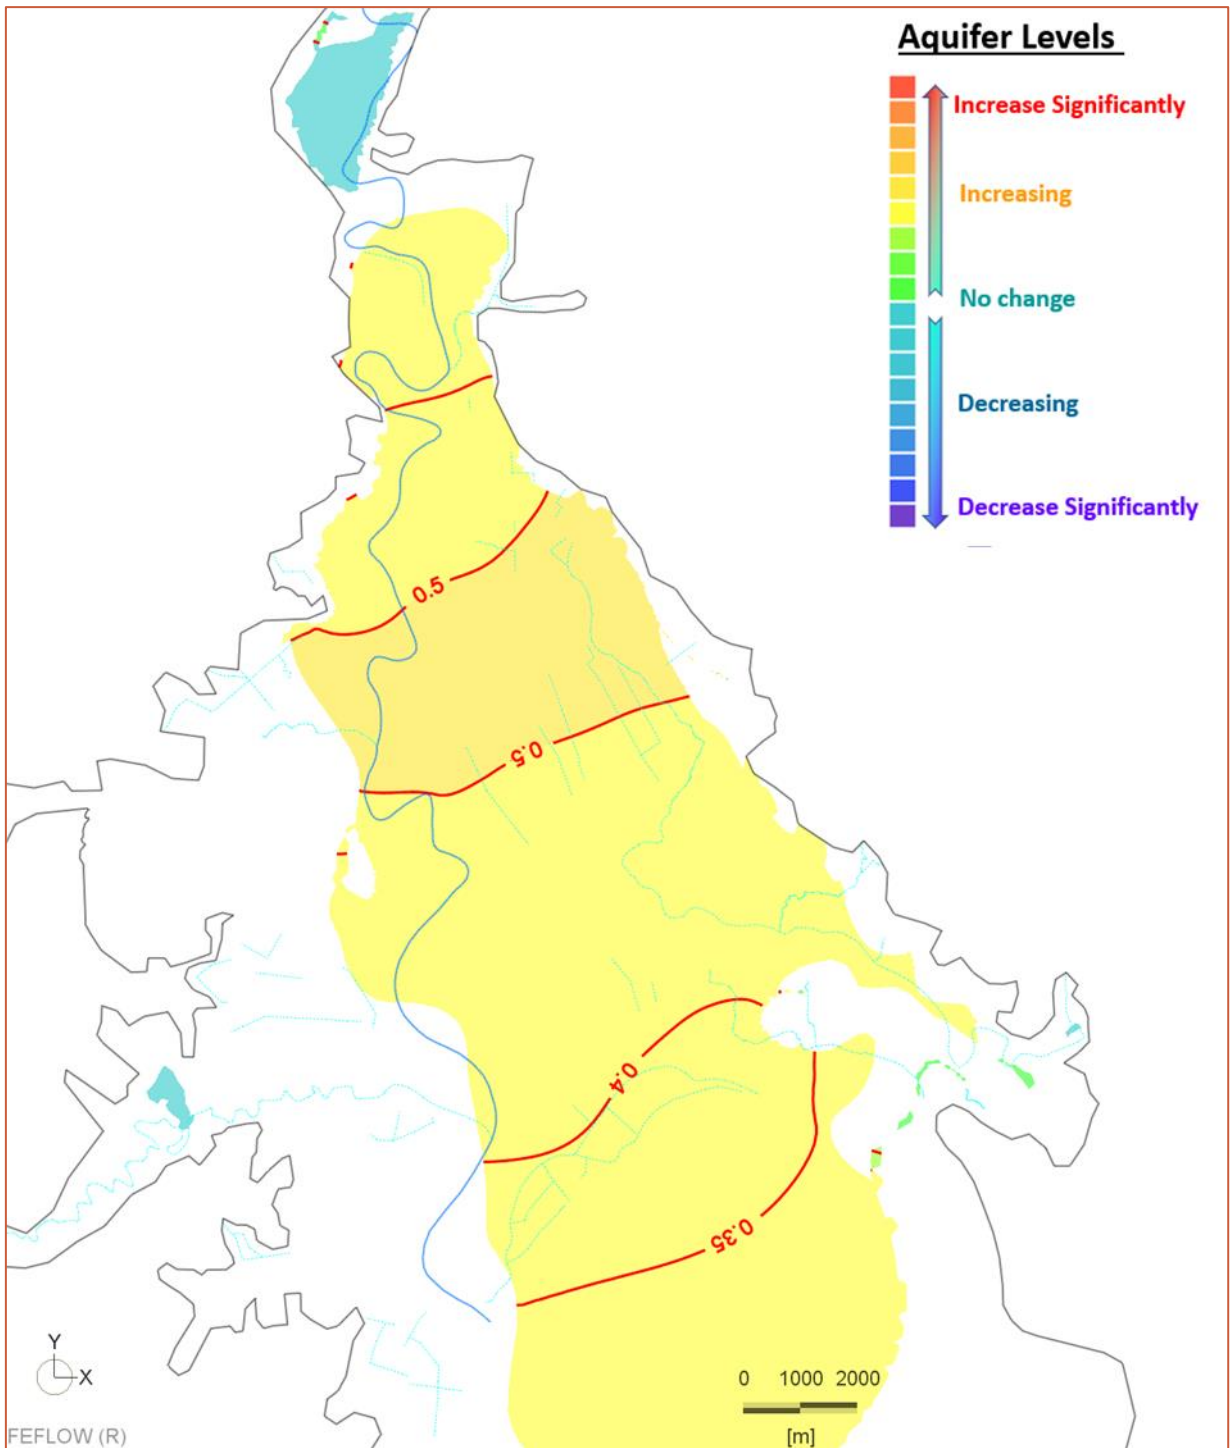 Aquifer Levels
Increase Significantly
Increasing
No change
Decreasing
Decrease Significantly
0.5
0.5
0.4
0.35
Y
X
0 1000 2000
[m]
FEFLOW (R)